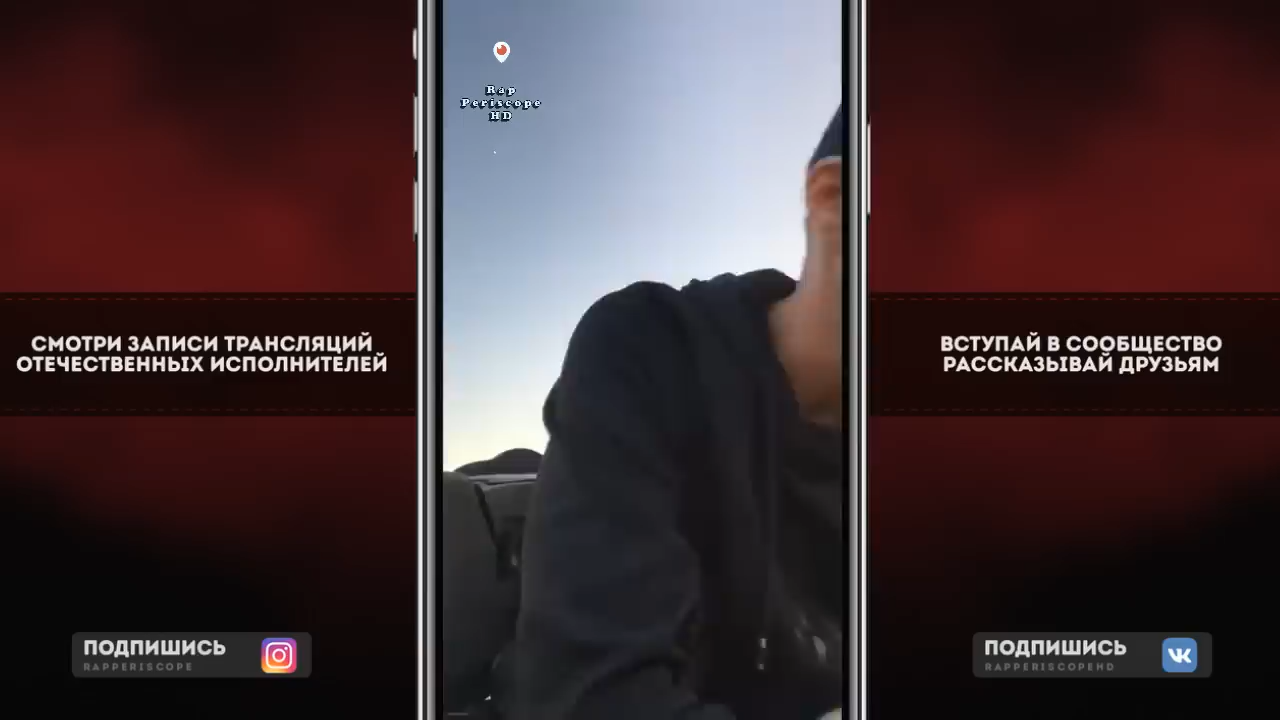 Rap
Periscope
HD
СМОТРИ ЗАПИСИ ТРАНСЛЯЦИЙ
ОТЕЧЕСТВЕННЫХ ИСПОЛНИТЕЛЕЙ
ВСТУПАЙ В СООБЩЕСТВО
РАССКАЗЫВАЙ ДРУЗЬЯМ
ПОДПИШИСЬ
RAPPERISCOPE
ПОДПИШИСЬ
RAPPERISCOPEHD